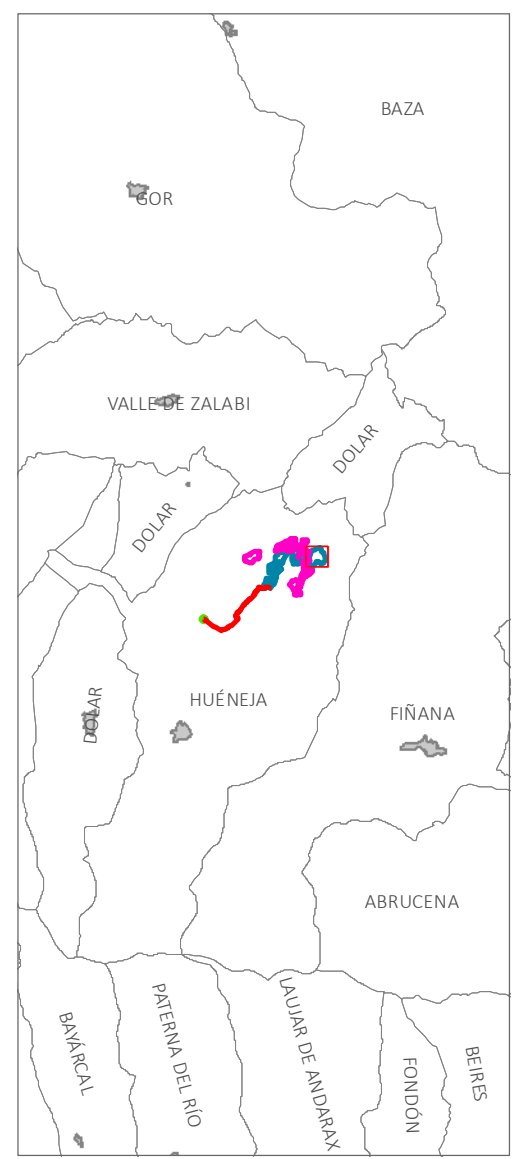 BAZA
GOR
VALLE DE ZALABI
DOLAR
DOLAR
HUÉNEJA
DOLAR
FIÑANA
ABRUCENA
BAYÁRCAL
PATERNA DEL RÍO
LAUJAR DE ANDARAX
FONDÓN
BEIRES